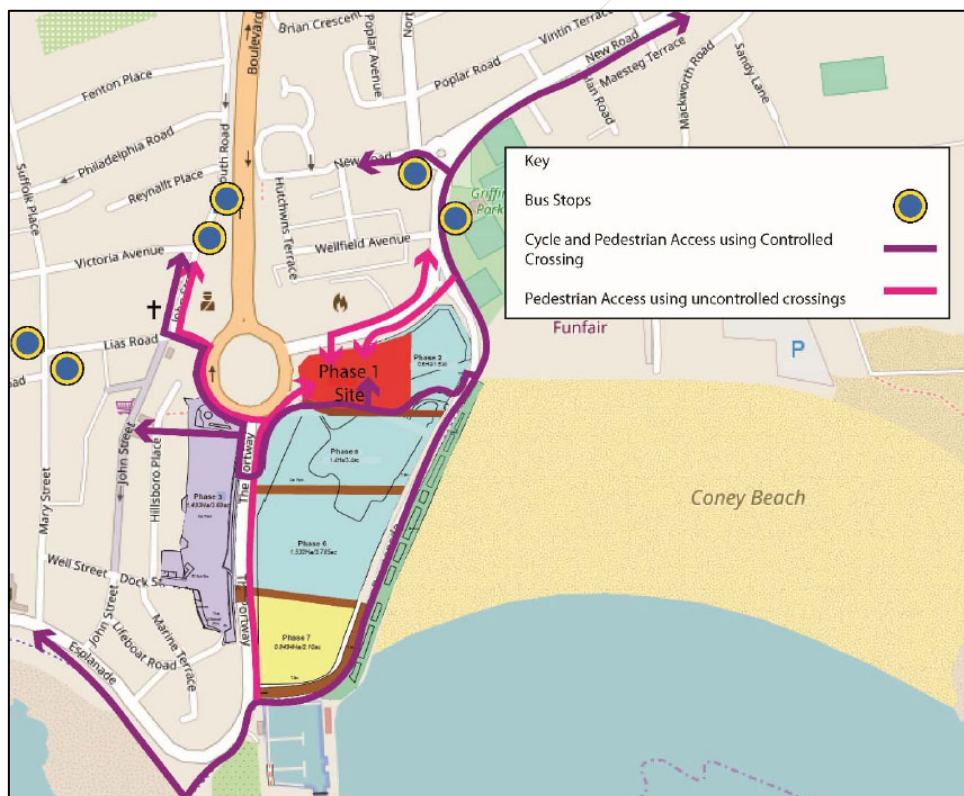 Brian Crescent
Poplar Avenue
Nort
Vintin Terrace
New Road
Maesteg Terrace
Poplar Road
Mackworth Road
Sandy Lane
Boulevard
Fenton Place
Philadelphia Road
Suffolk Place
Reynallt Place
New Road
Hutchwns Terrace
Wellfield Avenue
Victoria Avenue
Griffin
Park
Key
Bus Stops
Cycle and Pedestrian Access using Controlled
Crossing
Pedestrian Access using uncontrolled crossings
Funfair
P
Lias Road
Phase 1
Site
Phase 2
John Street
Hillsboro Place
Mary Street
The Portway
Phase 3
Phase 6
Coney Beach
Well Street
Dock S
John Street
Lifeboat Road
Marine Terrace
Esplanade
Phase 7